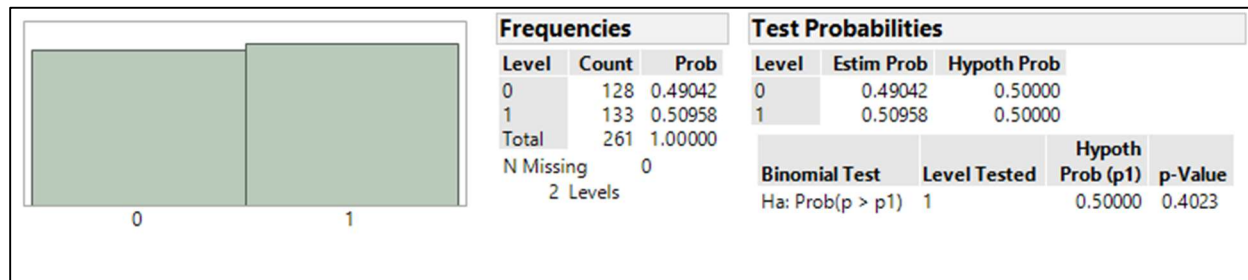 0 1
Frequencies
Level Count Prob
0 128 0.49042
1 133 0.50958
Total 261 1.00000
N Missing 0
2 Levels
Test Probabilities
Level Estim Prob Hypoth Prob
0 0.49042 0.50000
1 0.50958 0.50000
Hypoth
Binomial Test Level Tested Prob (p1) p-Value
Ha: Prob(p > p1) 1 0.50000 0.4023